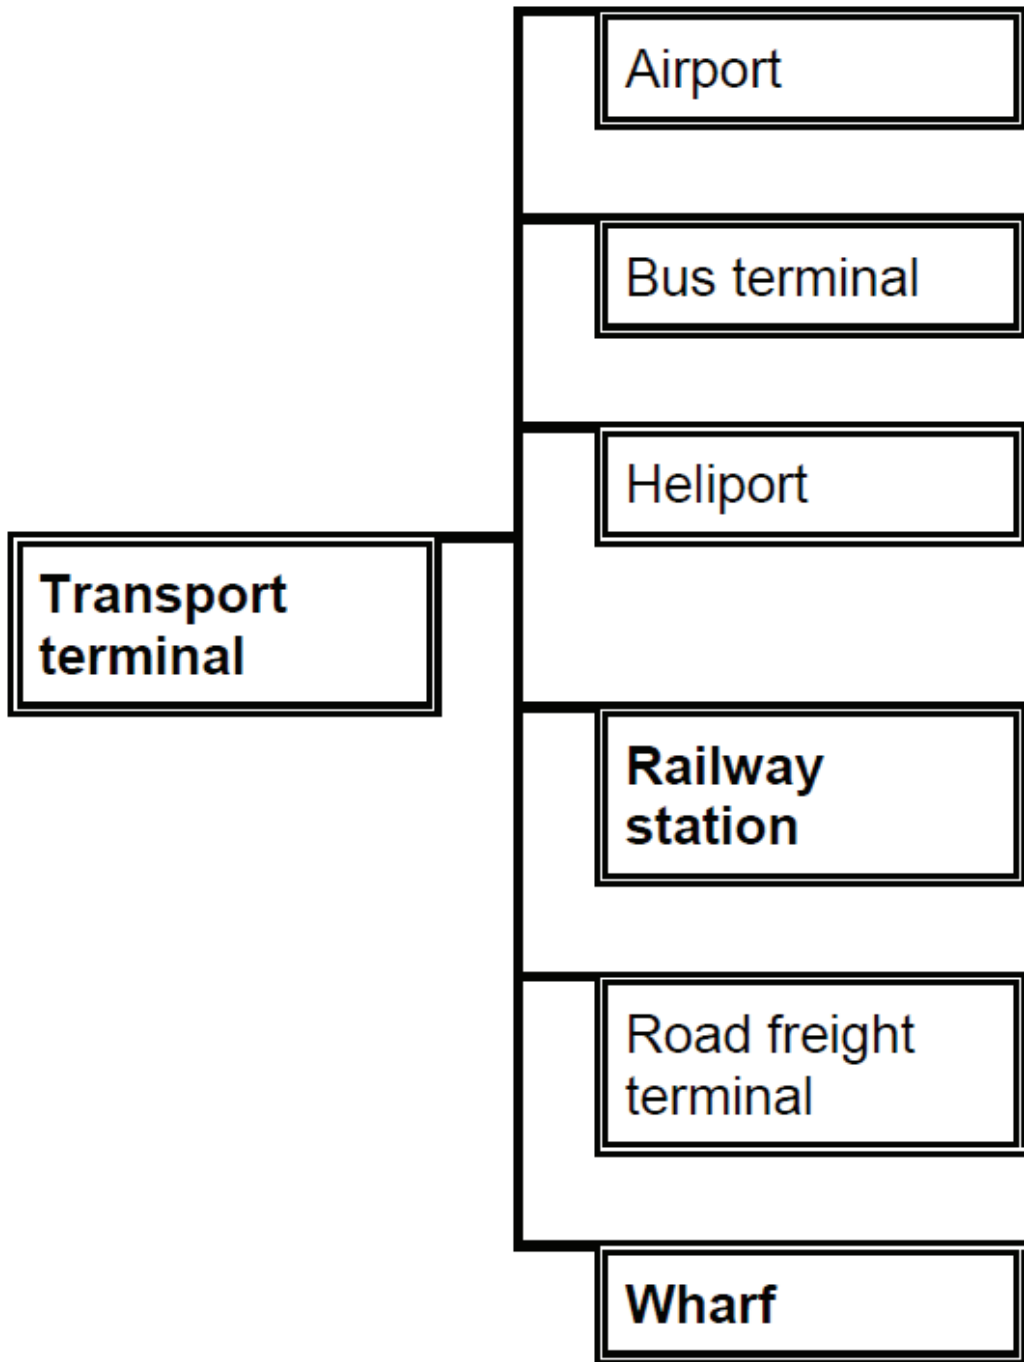 Airport
Bus terminal
Heliport
Transport
terminal
Railway
station
Road freight
terminal
Wharf